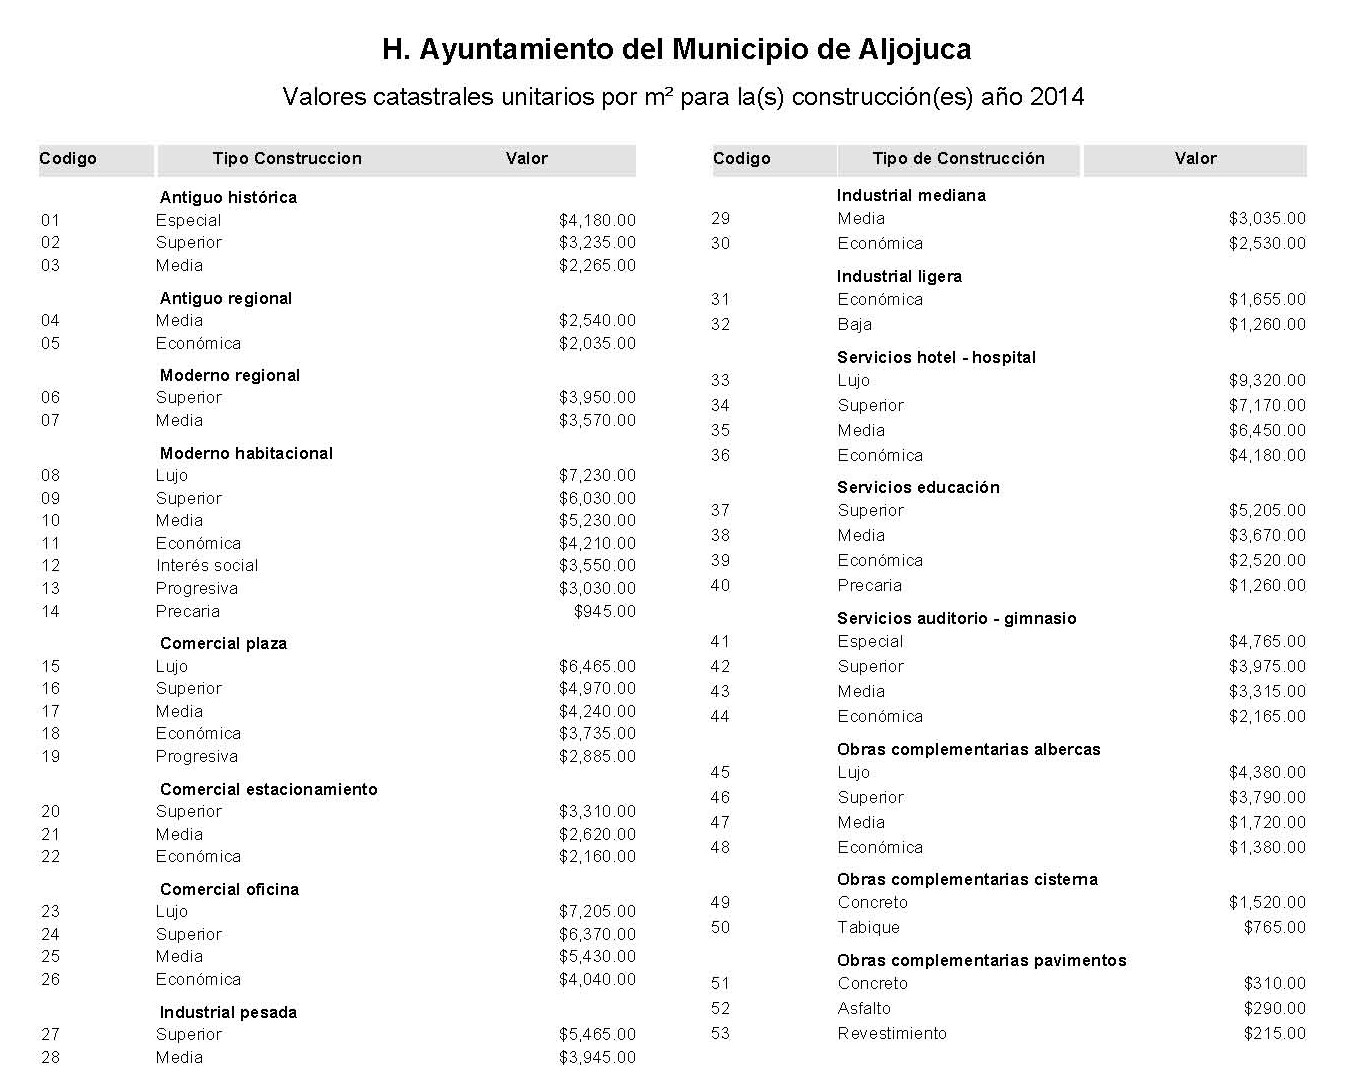 H. Ayuntamiento del Municipio de Aljojuca
Valores catastrales unitarios por m² para la(s) construcción(es) año 2014
Codigo Tipo Construccion Valor
Antiguo histórica
01 Especial $4,180.00
02 Superior $3,235.00
03 Media $2,265.00
Antiguo regional
04 Media $2,540.00
05 Económica $2,035.00
Moderno regional
06 Superior $3,950.00
07 Media $3,570.00
Moderno habitacional
08 Lujo $7,230.00
09 Superior $6,030.00
10 Media $5,230.00
11 Económica $4,210.00
12 Interés social $3,550.00
13 Progresiva $3,030.00
14 Precaria $945.00
Comercial plaza
15 Lujo $6,465.00
16 Superior $4,970.00
17 Media $4,240.00
18 Económica $3,735.00
19 Progresiva $2,885.00
Comercial estacionamiento
20 Superior $3,310.00
21 Media $2,620.00
22 Económica $2,160.00
Comercial oficina
23 Lujo $7,205.00
24 Superior $6,370.00
25 Media $5,430.00
26 Económica $4,040.00
Industrial pesada
27 Superior $5,465.00
28 Media $3,945.00
Codigo Tipo de Construcción Valor
Industrial mediana
29 Media $3,035.00
30 Económica $2,530.00
Industrial ligera
31 Económica $1,655.00
32 Baja $1,260.00
Servicios hotel - hospital
33 Lujo $9,320.00
34 Superior $7,170.00
35 Media $6,450.00
36 Económica $4,180.00
Servicios educación
37 Superior $5,205.00
38 Media $3,670.00
39 Económica $2,520.00
40 Precaria $1,260.00
Servicios auditorio - gimnasio
41 Especial $4,765.00
42 Superior $3,975.00
43 Media $3,315.00
44 Económica $2,165.00
Obras complementarias albercas
45 Lujo $4,380.00
46 Superior $3,790.00
47 Media $1,720.00
48 Económica $1,380.00
Obras complementarias cisterna
49 Concreto $1,520.00
50 Tabique $765.00
Obras complementarias pavimentos
51 Concreto $310.00
52 Asfalto $290.00
53 Revestimiento $215.00